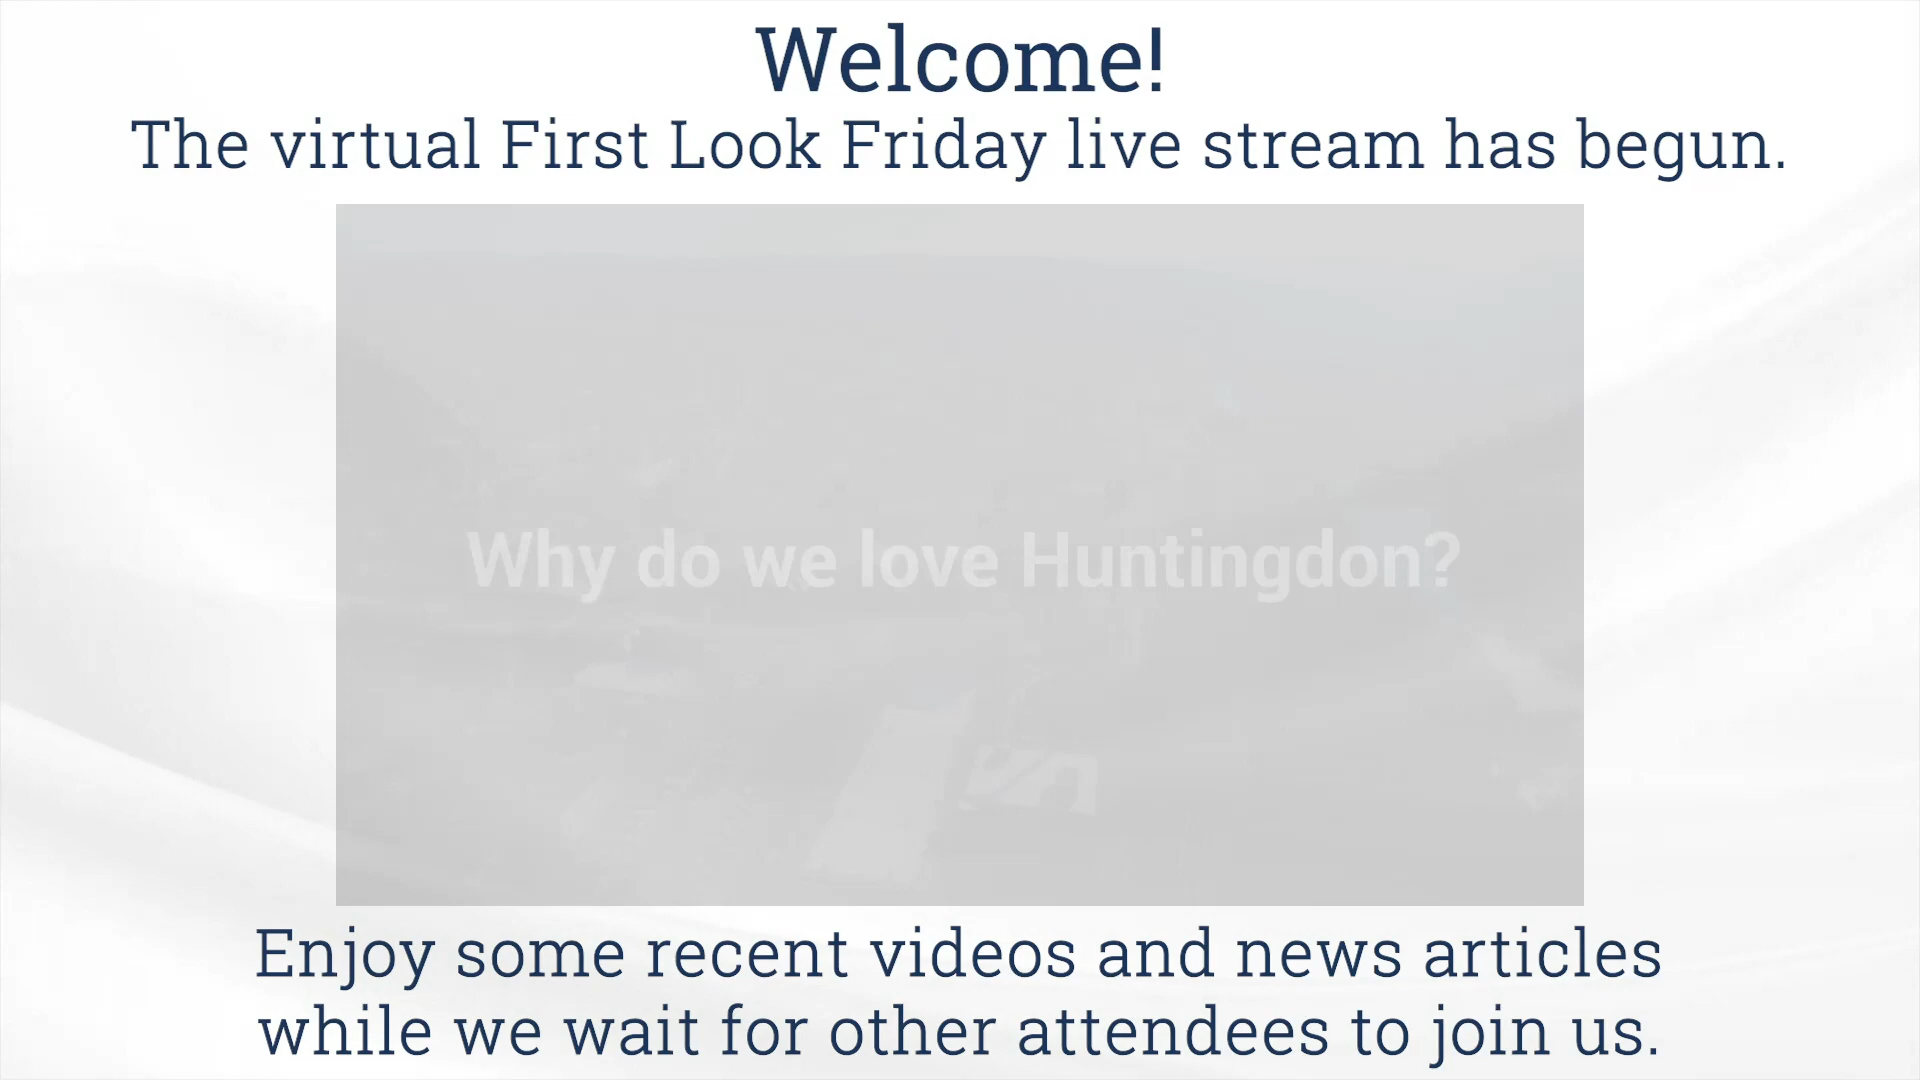 Welcome!
The virtual First Look Friday live stream has begun.
Why do we love Huntingdon?
Enjoy some recent videos and news articles
while we wait for other attendees to join us.